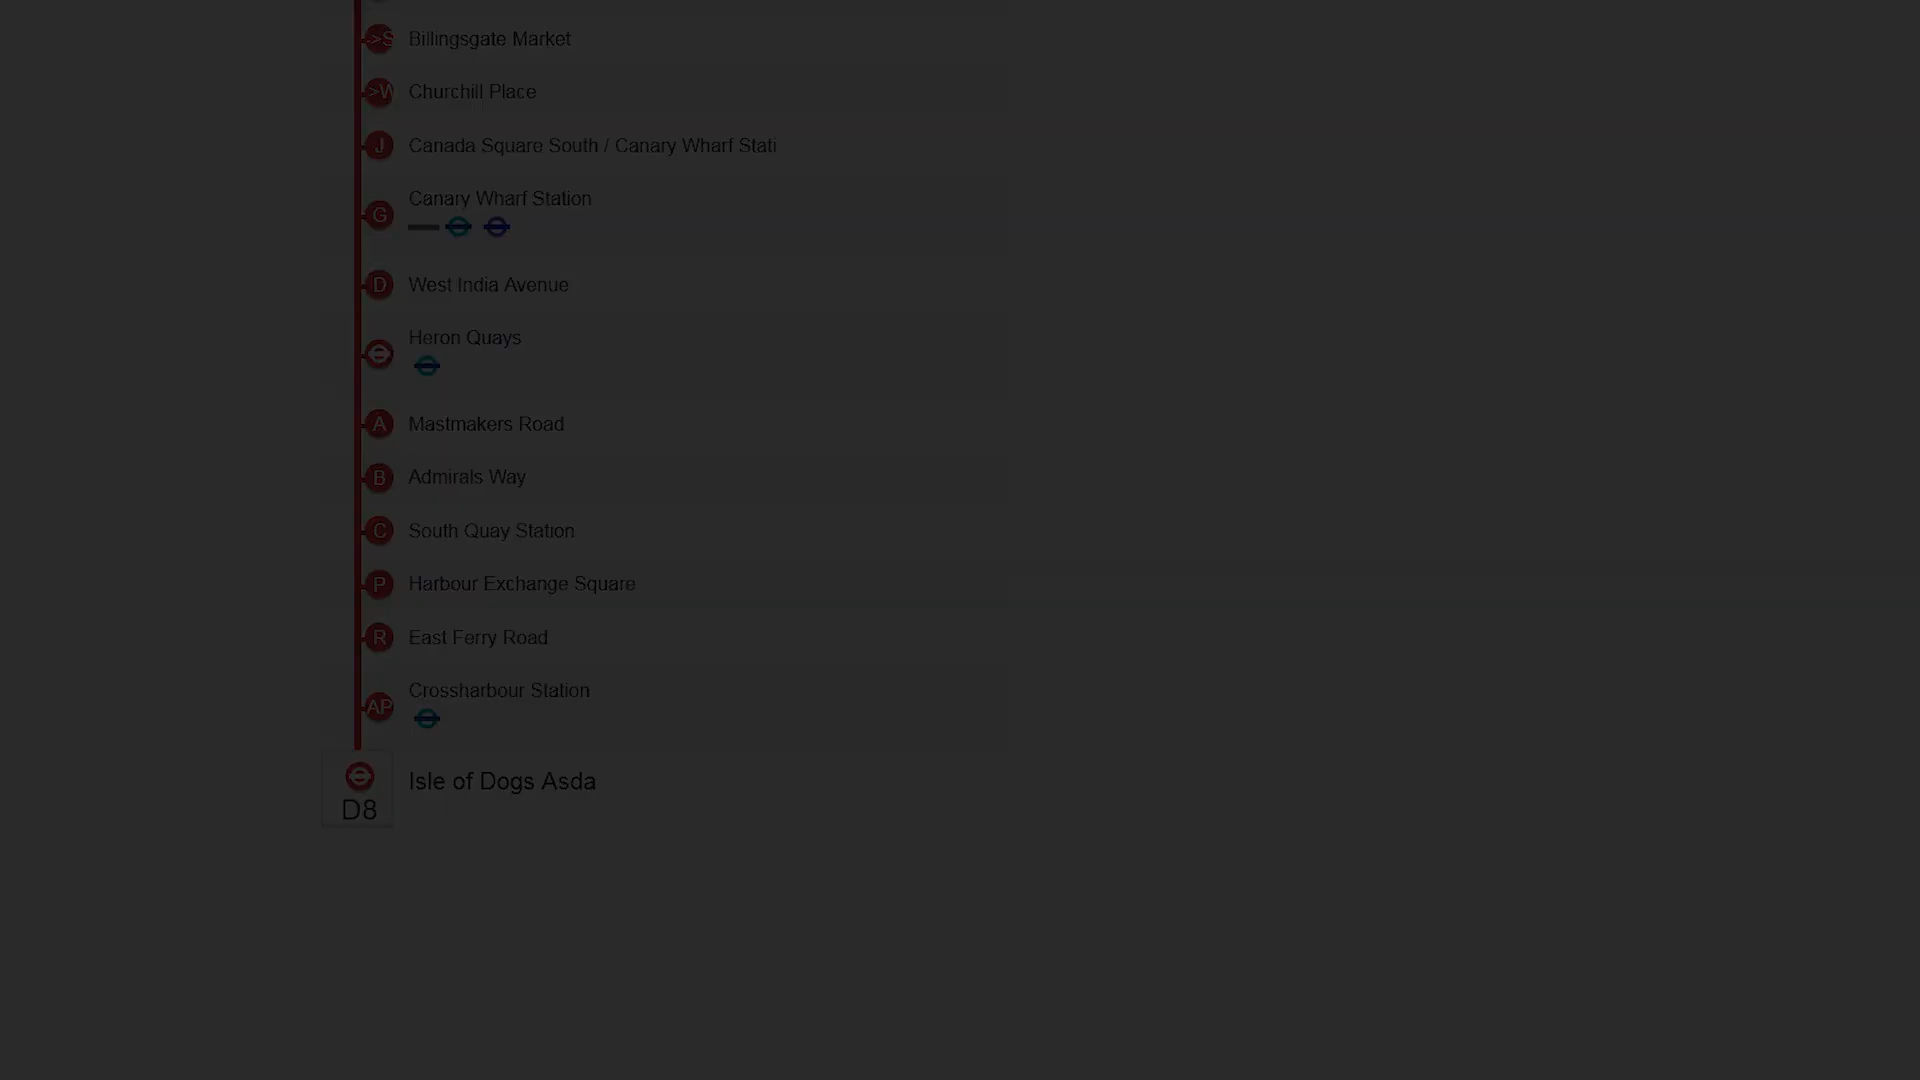 ->S Billingsgate Market
>W Churchill Place
J Canada Square South / Canary Wharf Stati
G Canary Wharf Station
D West India Avenue
Heron Quays
A Mastmakers Road
B Admirals Way
C South Quay Station
P Harbour Exchange Square
R East Ferry Road
AP Crossharbour Station
Isle of Dogs Asda
D8